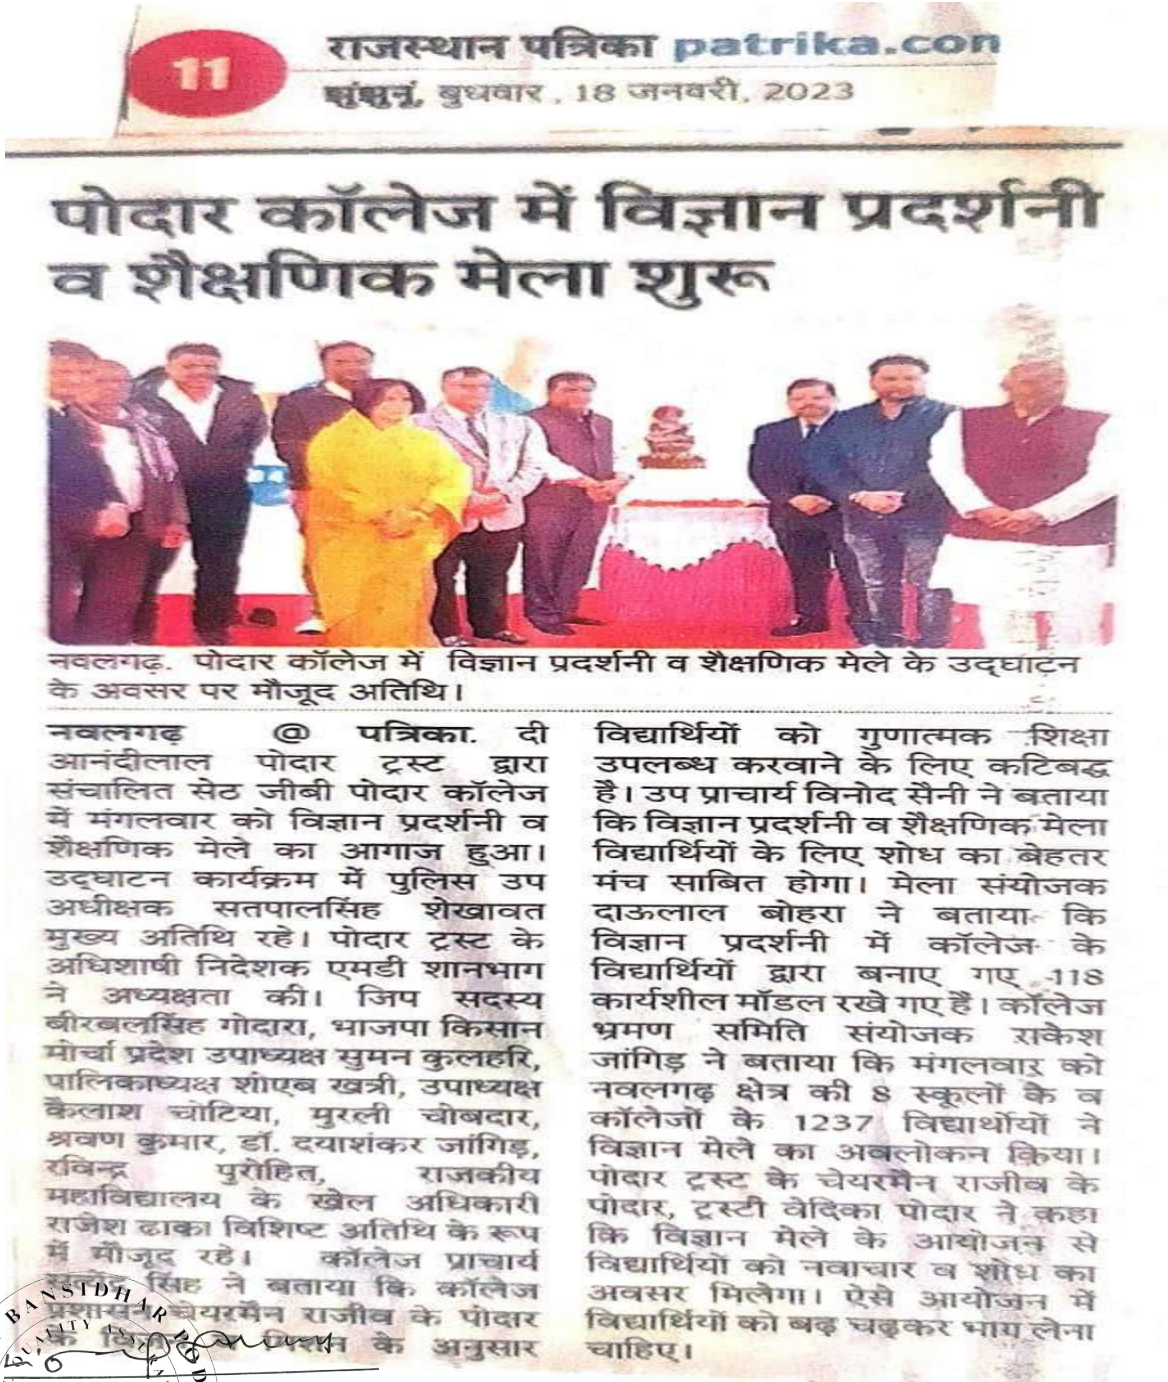 11
राजस्थान पत्रिका patrika.con
झुंझुनूं, बुधवार, 18 जनवरी, 2023
पोदार कॉलेज में विज्ञान प्रदर्शनी
व शैक्षणिक मेला शुरू
नवलगढ़. पोदार कॉलेज में विज्ञान प्रदर्शनी व शैक्षणिक मेले के उद्घाटन
के अवसर पर मौजूद अतिथि।
नवलगढ़ @ पत्रिका. दी
आनंदीलाल पोदार ट्रस्ट द्वारा
संचालित सेठ जीबी पोदार कॉलेज
में मंगलवार को विज्ञान प्रदर्शनी व
शैक्षणिक मेले का आगाज हुआ।
उद्घाटन कार्यक्रम में पुलिस उप
अधीक्षक सतपालसिंह शेखावत
मुख्य अतिथि रहे। पोदार ट्रस्ट के
अधिशाषी निदेशक एमडी शानभाग
ने अध्यक्षता की। जिप सदस्य
बीरबलसिंह गोदारा, भाजपा किसान
मोर्चा प्रदेश उपाध्यक्ष सुमन कुलहरि,
पालिकाध्यक्ष शोएब खत्री, उपाध्यक्ष
कैलाश चोटिया, मुरली चोबदार,
श्रवण कुमार, डॉ. दयाशंकर जांगिड़,
रविन्द्र पुरोहित, राजकीय
महाविद्यालय के खेल अधिकारी
राजेश ढाका विशिष्ट अतिथि के रूप
में मौजूद रहे। कॉलेज प्राचार्य
सिंह ने बताया कि कॉलेज
प्रशासन चेयरमैन राजीव के पोदार
के मिशन के अनुसार
विद्यार्थियों को गुणात्मक शिक्षा
उपलब्ध करवाने के लिए कटिबद्ध
है। उप प्राचार्य विनोद सैनी ने बताया
कि विज्ञान प्रदर्शनी व शैक्षणिक मेला
विद्यार्थियों के लिए शोध का बेहतर
मंच साबित होगा। मेला संयोजक
दाऊलाल बोहरा ने बताया कि
विज्ञान प्रदर्शनी में कॉलेज के
विद्यार्थियों द्वारा बनाए गए 118
कार्यशील मॉडल रखे गए है। कॉलेज
भ्रमण समिति संयोजक राकेश
जांगिड़ ने बताया कि मंगलवार को
नवलगढ़ क्षेत्र की 8 स्कूलों के व
कॉलेजों के 1237 विद्यार्थीयों ने
विज्ञान मेले का अवलोकन किया।
पोदार ट्रस्ट के चेयरमैन राजीव के
पोदार, ट्रस्टी वेदिका पोदार ने कहा
कि विज्ञान मेले के आयोजन से
विद्यार्थियों को नवाचार व शोध का
अवसर मिलेगा। ऐसे आयोजन में
विद्यार्थियों को बढ़ चढ़कर भाग लेना
चाहिए।
BANSIDHAR POD